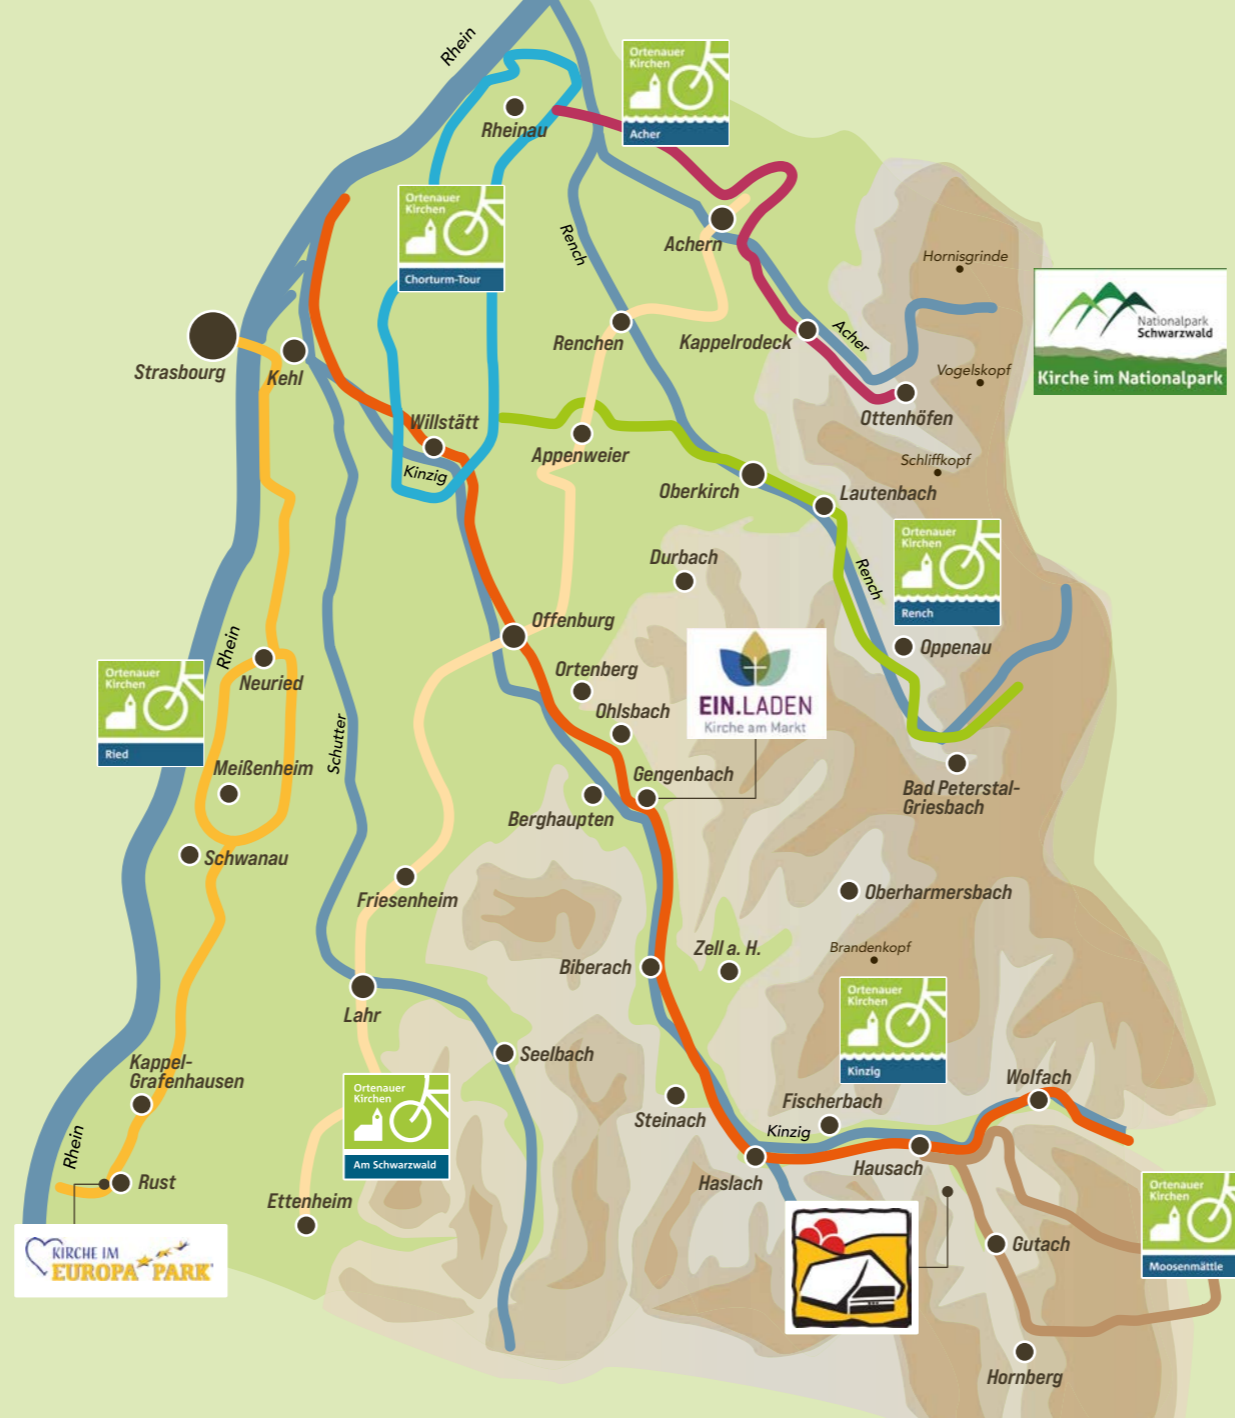 Rhein
Ortenauer
Kirchen
Acher
Rheinau
Ortenauer
Kirchen
Chorturm-Tour
Rench
Achern
Hornisgrinde
Nationalpark
Schwarzwald
Kirche im Nationalpark
Strasbourg
Kehl
Renchen
Kappelrodeck
Acher
Vogelskopf
Ottenhöfen
Willstätt
Kinzig
Appenweier
Schliffkopf
Oberkirch
Lautenbach
Durbach
Rench
Ortenauer
Kirchen
Rench
Oppenau
Offenburg
Rhein
Neuried
Ortenauer
Kirchen
Ried
Ortenberg
Ohlsbach
EIN.LADEN
Kirche am Markt
Schutter
Meißenheim
Gengenbach
Berghaupten
Bad Peterstal-
Griesbach
Schwanau
Friesenheim
Oberharmersbach
Zell a. H.
Brandenkopf
Biberach
Lahr
Ortenauer
Kirchen
Kinzig
Seelbach
Kappel-
Grafenhausen
Wolfach
Ortenauer
Kirchen
Am Schwarzwald
Steinach
Fischerbach
Kinzig
Rhein
Rust
Haslach
Hausach
Ortenauer
Kirchen
Moosenmättle
Ettenheim
Gutach
KIRCHE IM
EUROPA PARK
Hornberg